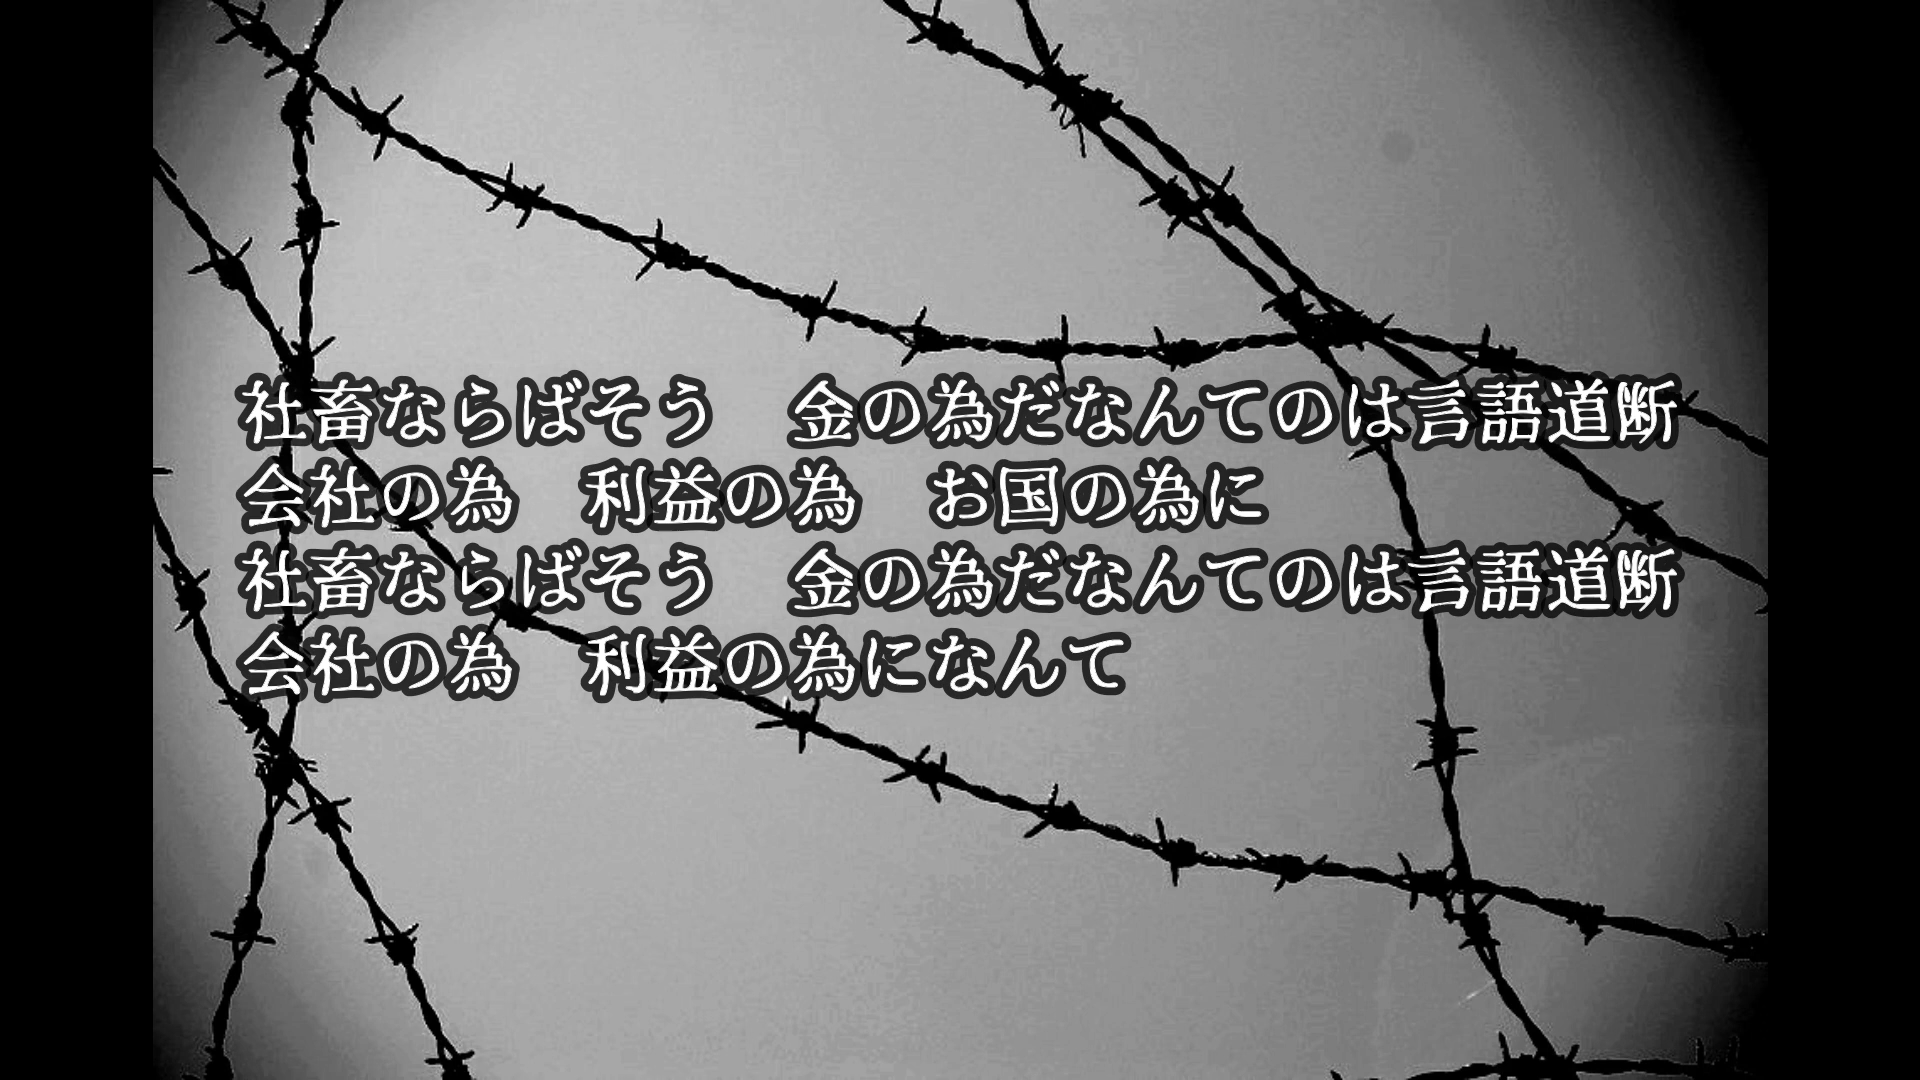 社畜ならばそう　金の為だなんてのは言語道断
会社の為　利益の為　お国の為に
社畜ならばそう　金の為だなんてのは言語道断
会社の為　利益の為になんて